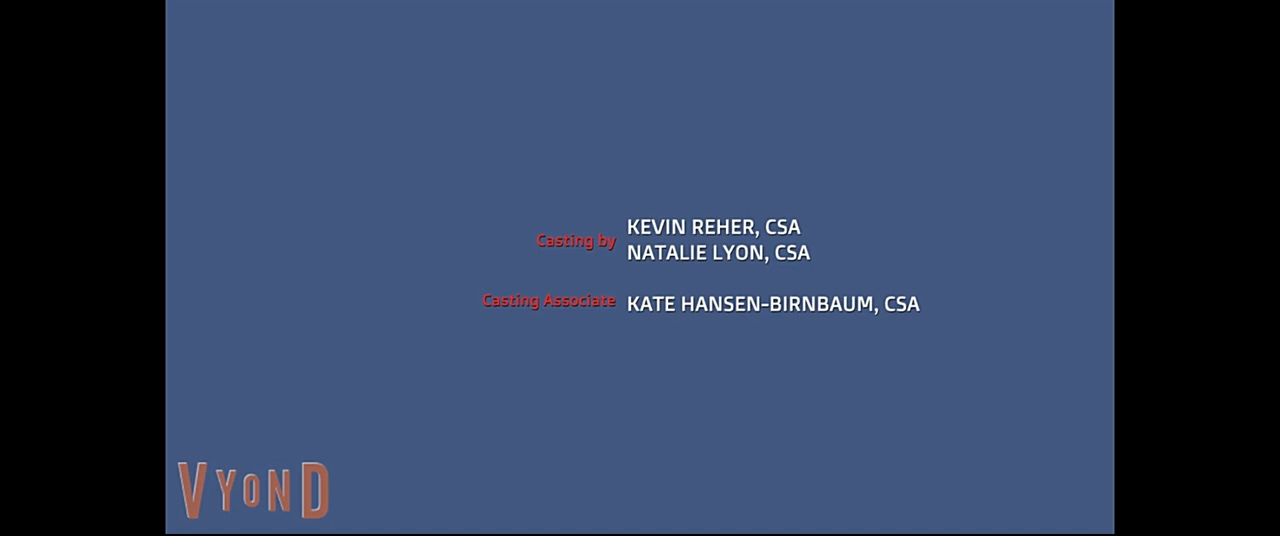 Casting by
KEVIN REHER, CSA
NATALIE LYON, CSA
Casting Associate
KATE HANSEN-BIRNBAUM, CSA
VYOND